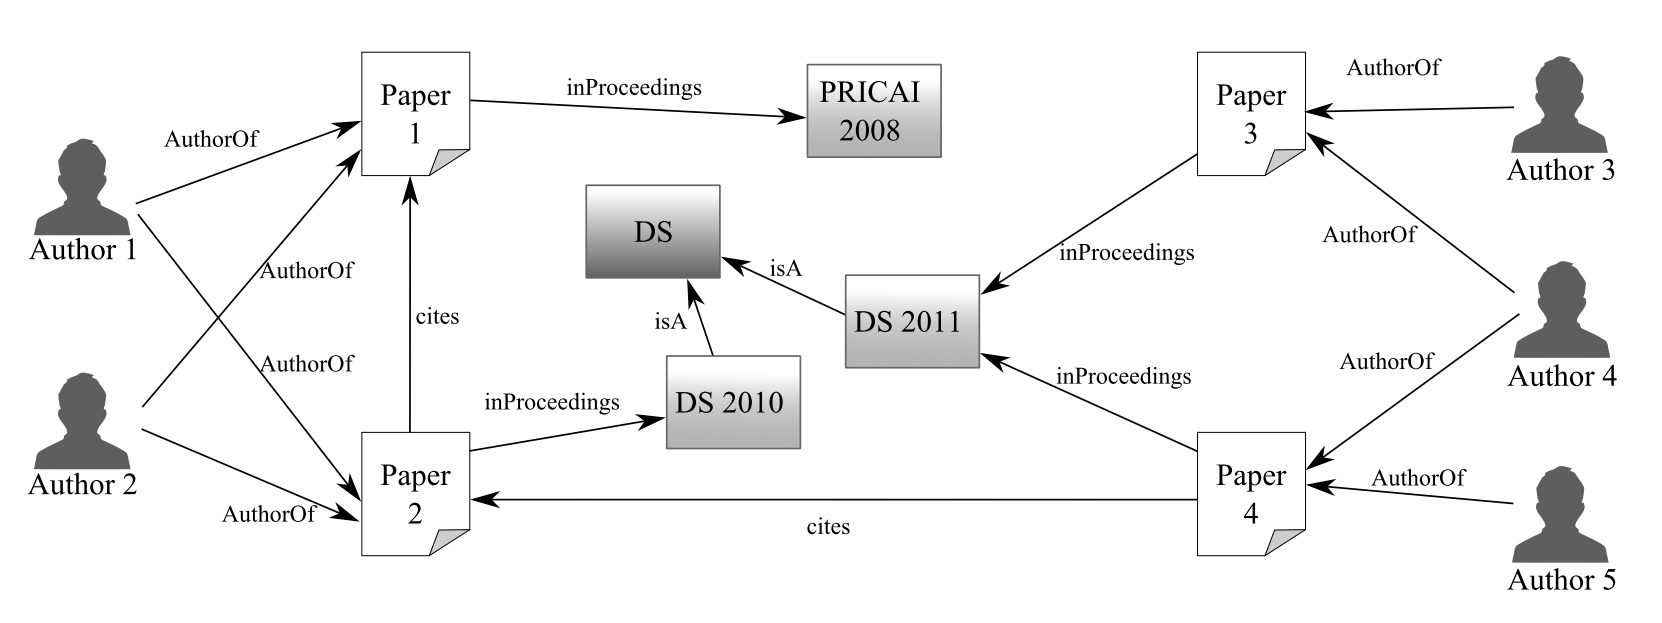 Paper
1
inProceedings
PRICAI
2008
Paper
3
AuthorOf
Author 3
AuthorOf
Author 1
AuthorOf
AuthorOf
cites
DS
isA
isA
DS 2011
DS 2010
inProceedings
AuthorOf
Author 4
AuthorOf
inProceedings
inProceedings
Author 2
AuthorOf
Paper
2
cites
Paper
4
AuthorOf
Author 5